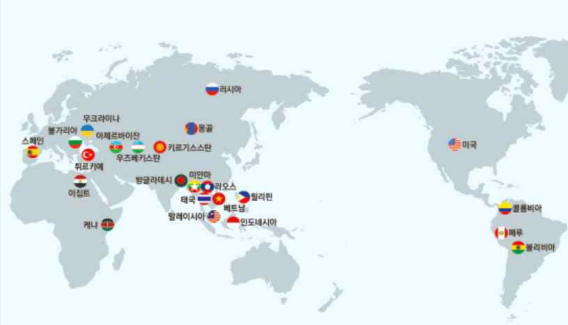 러시아
우크라이나
불가리아
몽골
아제르바이잔
스페인
키르기스스탄
미국
우즈베키스탄
튀르키예
미얀마
방글라데시
라오스
이집트
태국
필리핀
베트남
콜롬비아
말레이시아
인도네시아
케냐
페루
볼리비아